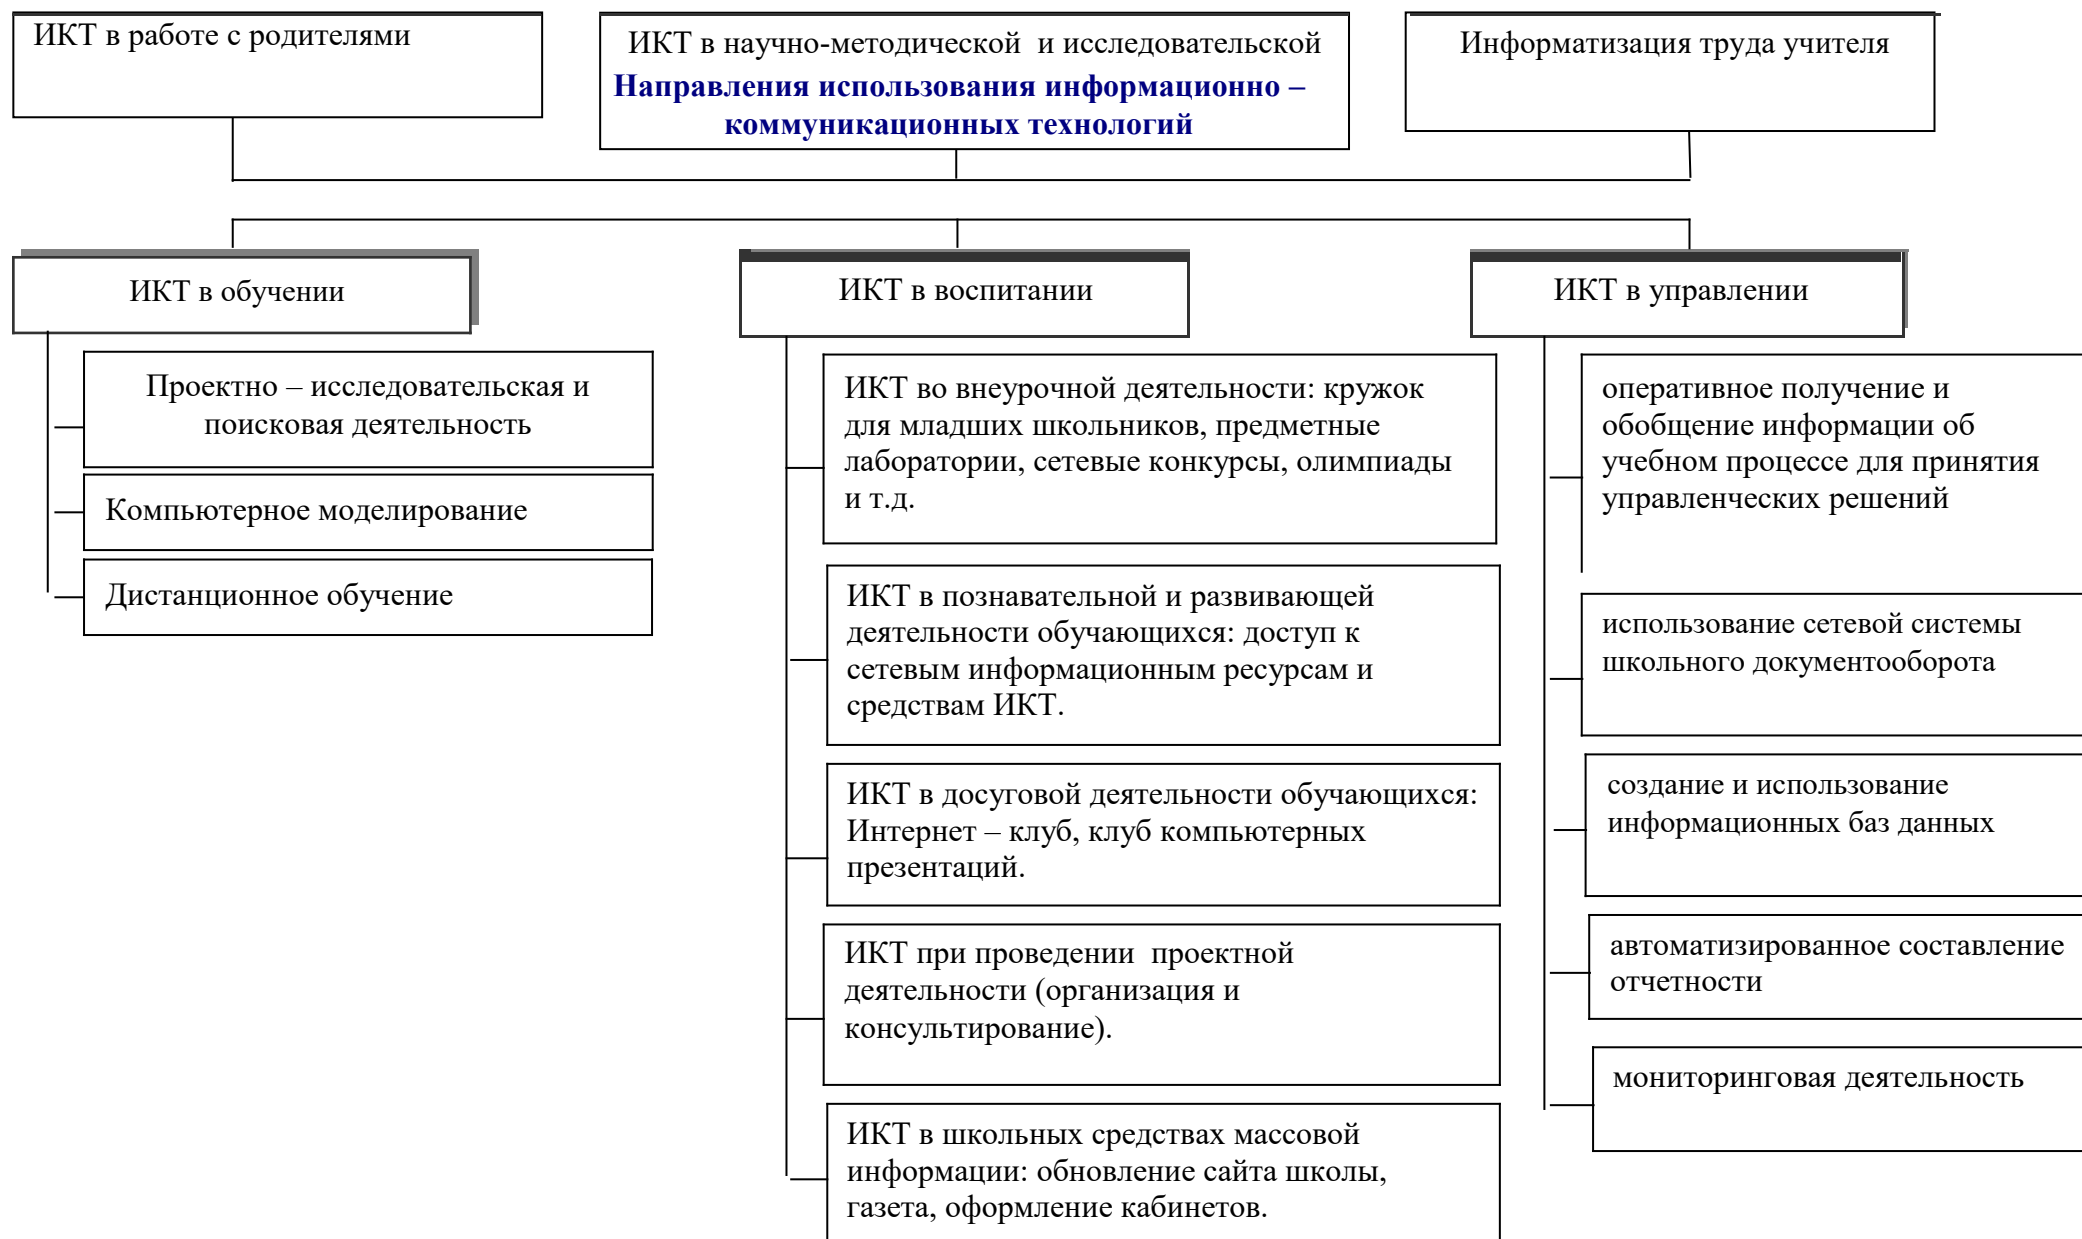 ИКТ в работе с родителями
ИКТ в научно-методической и исследовательской
Направления использования информационно –
коммуникационных технологий
Информатизация труда учителя
ИКТ в обучении
Проектно – исследовательская и
поисковая деятельность
Компьютерное моделирование
Дистанционное обучение
ИКТ в воспитании
ИКТ во внеурочной деятельности: кружок
для младших школьников, предметные
лаборатории, сетевые конкурсы, олимпиады
и т.д.
ИКТ в познавательной и развивающей
деятельности обучающихся: доступ к
сетевым информационным ресурсам и
средствам ИКТ.
ИКТ в досуговой деятельности обучающихся:
Интернет – клуб, клуб компьютерных
презентаций.
ИКТ при проведении проектной
деятельности (организация и
консультирование).
ИКТ в школьных средствах массовой
информации: обновление сайта школы,
газета, оформление кабинетов.
ИКТ в управлении
оперативное получение и
обобщение информации об
учебном процессе для принятия
управленческих решений
использование сетевой системы
школьного документооборота
создание и использование
информационных баз данных
автоматизированное составление
отчетности
мониторинговая деятельность